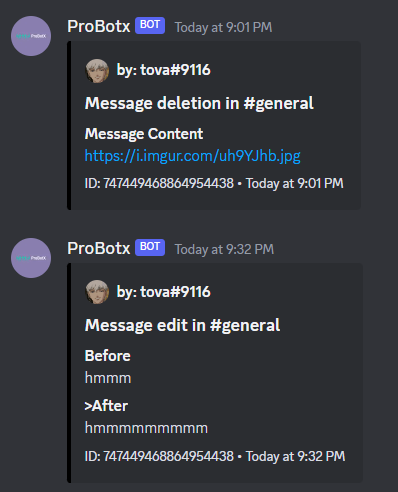 ProBotx BOT Today at 9:01 PM
by: tova#9116
Message deletion in #general
Message Content
https://i.imgur.com/uh9YJhb.jpg
ID: 747449468864954438 • Today at 9:01 PM
ProBotx BOT Today at 9:32 PM
by: tova#9116
Message edit in #general
Before
hmmm
>After
hmmmmmmmmmm
ID: 747449468864954438 • Today at 9:32 PM